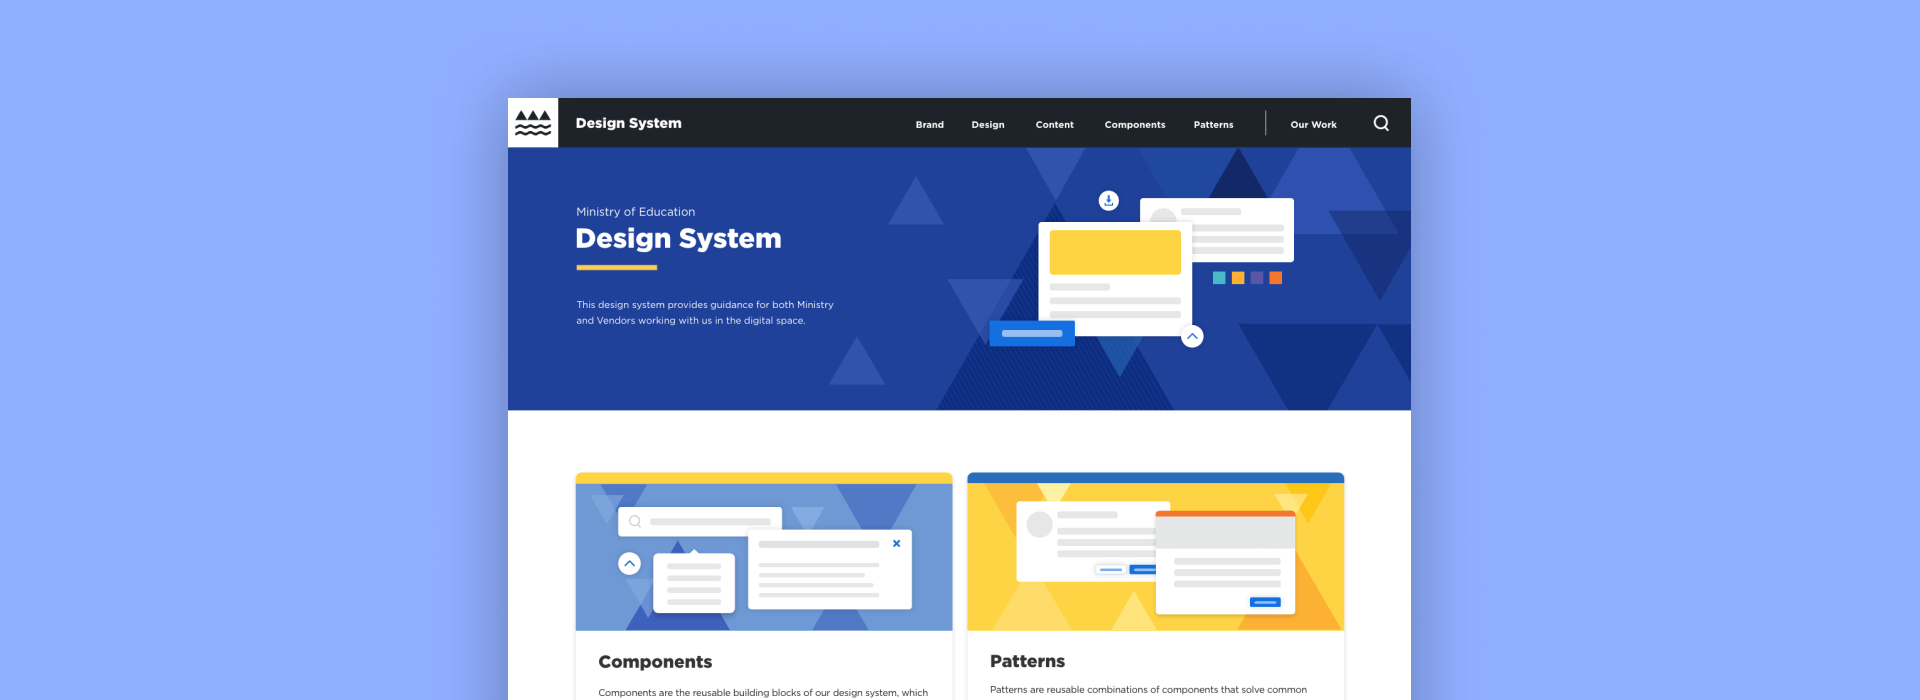 Design System
Brand
Design
Content
Components
Patterns
Our Work
Ministry of Education
Design System
This design system provides guidance for both Ministry
and Vendors working with us in the digital space.
Components
Components are the reusable building blocks of our design system, which
Patterns
Patterns are reusable combinations of components that solve common